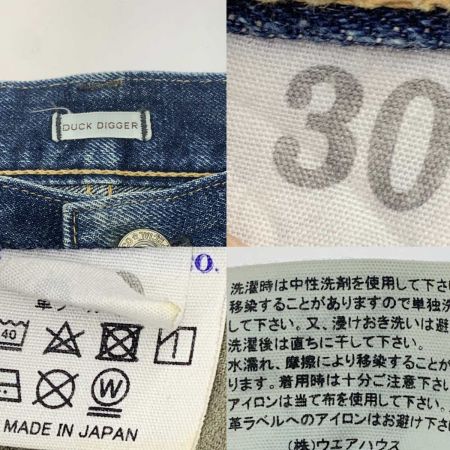 DUCK DIGGER
30
O.
40
MADE IN JAPAN
洗濯時は中性洗剤を使用して下さい
移染することがありますので単独洗
して下さい。又、浸けおき洗いは避
洗濯後は直ちに干して下さい。
水濡れ、摩擦により移染することが
ります。着用時は十分ご注意下さい
アイロンは当て布を使用して下さい。
革ラベルへのアイロンはお避け下さ
(株)ウエアハウス